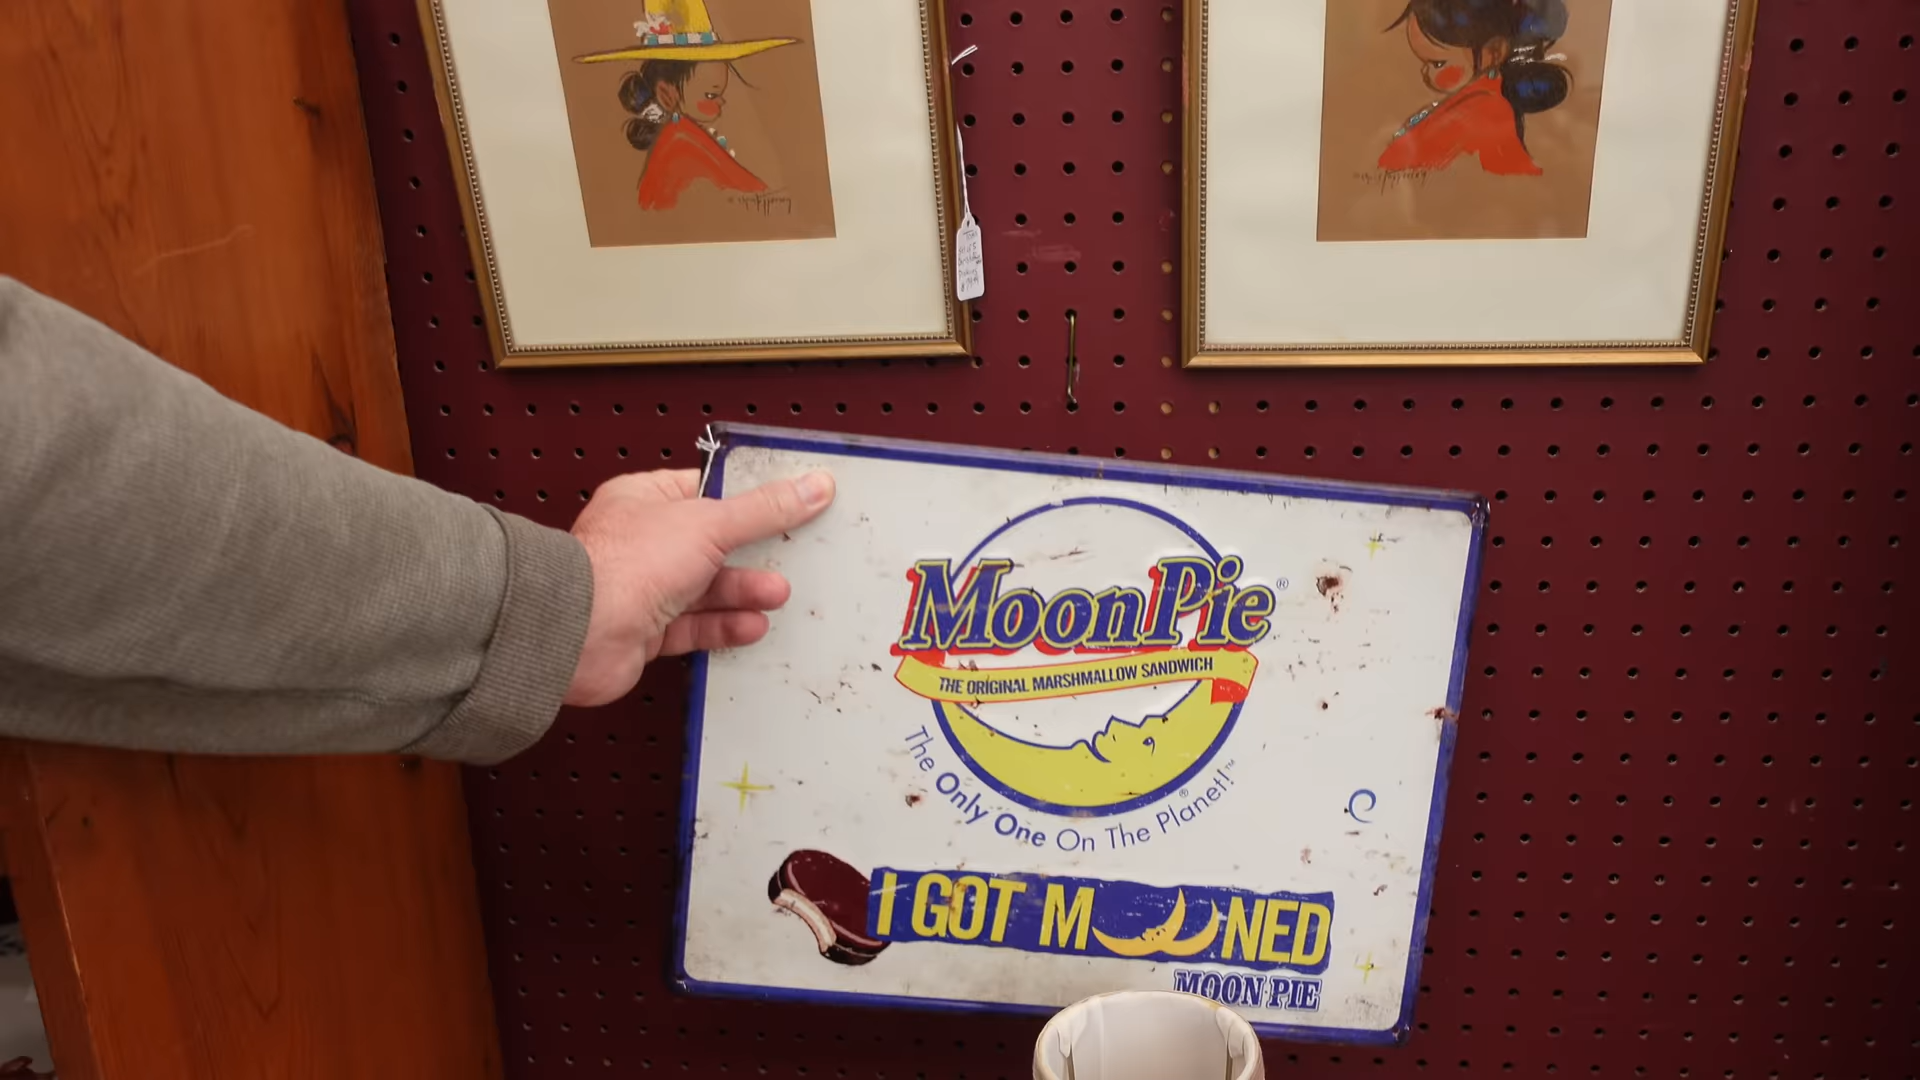 MoonPie®
THE ORIGINAL MARSHMALLOW SANDWICH
The Only One On The Planet!™
®
I GOT MOONED
MOON PIE